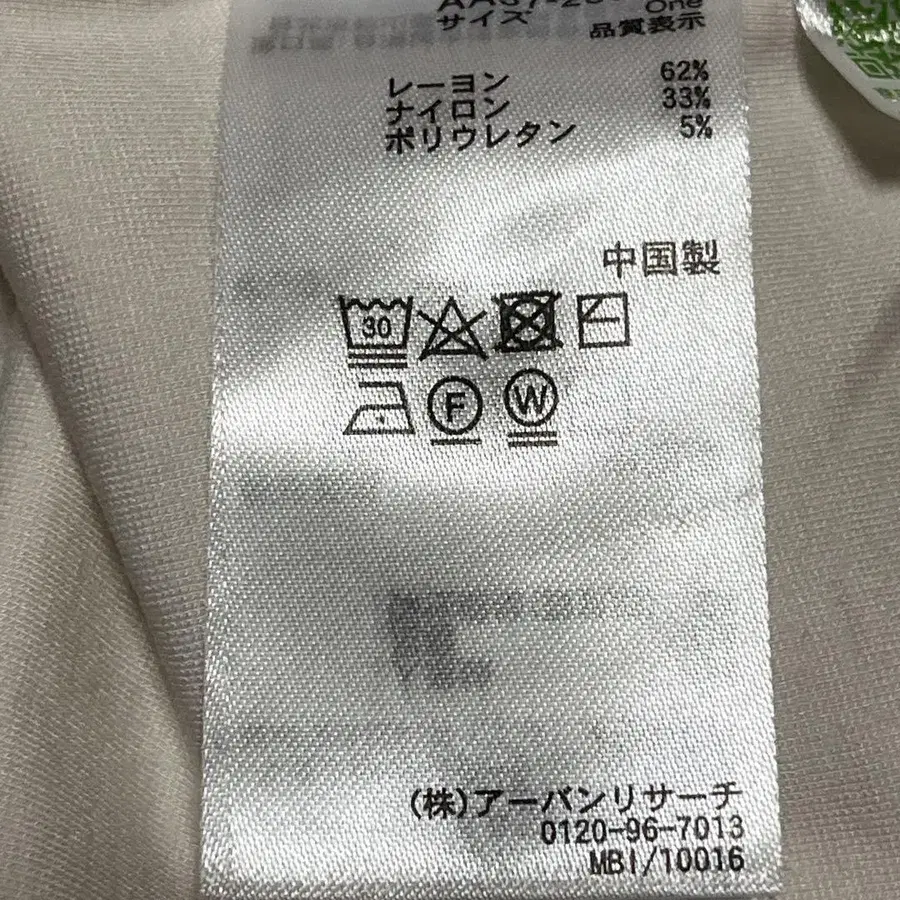 サイズ One
品質表示
レーヨン 62%
ナイロン 33%
ポリウレタン 5%
中国製
30
F W
(株)アーバンリサーチ
0120-96-7013
MBI/10016